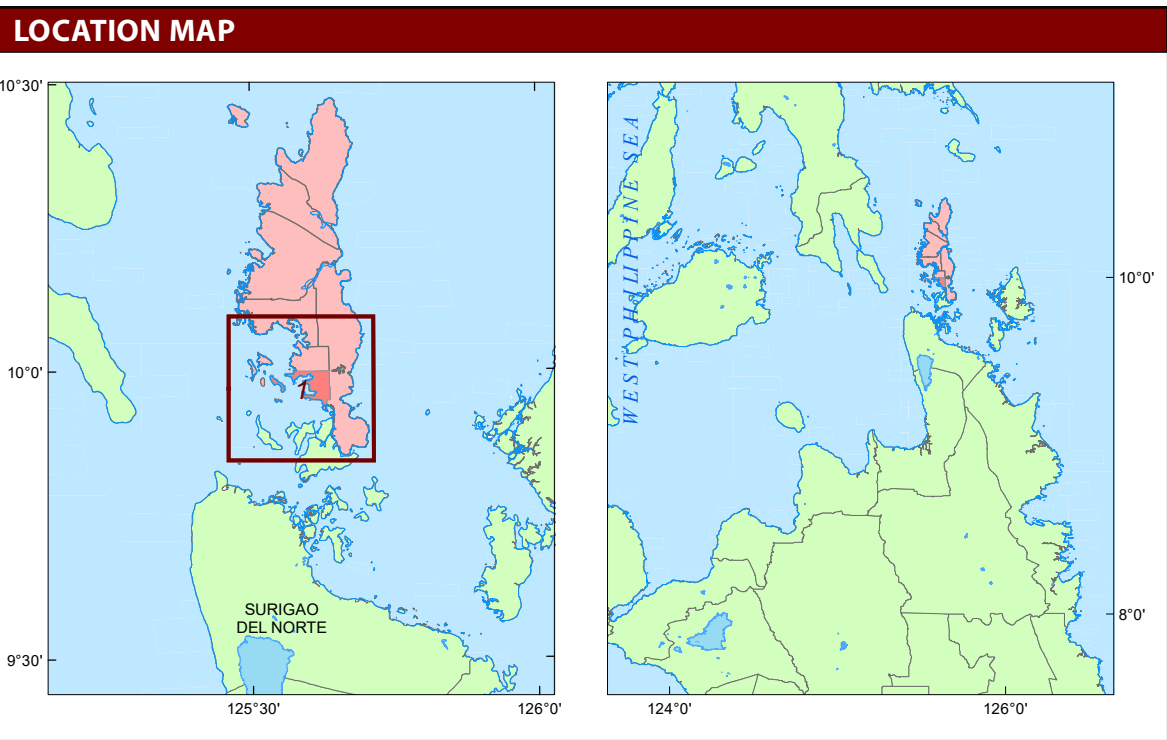 LOCATION MAP
10°30'
10°0'
9°30'
125°30'
126°0'
1
SURIGAO
DEL NORTE
WEST PHILIPPINE SEA
10°0'
8°0'
124°0'
126°0'